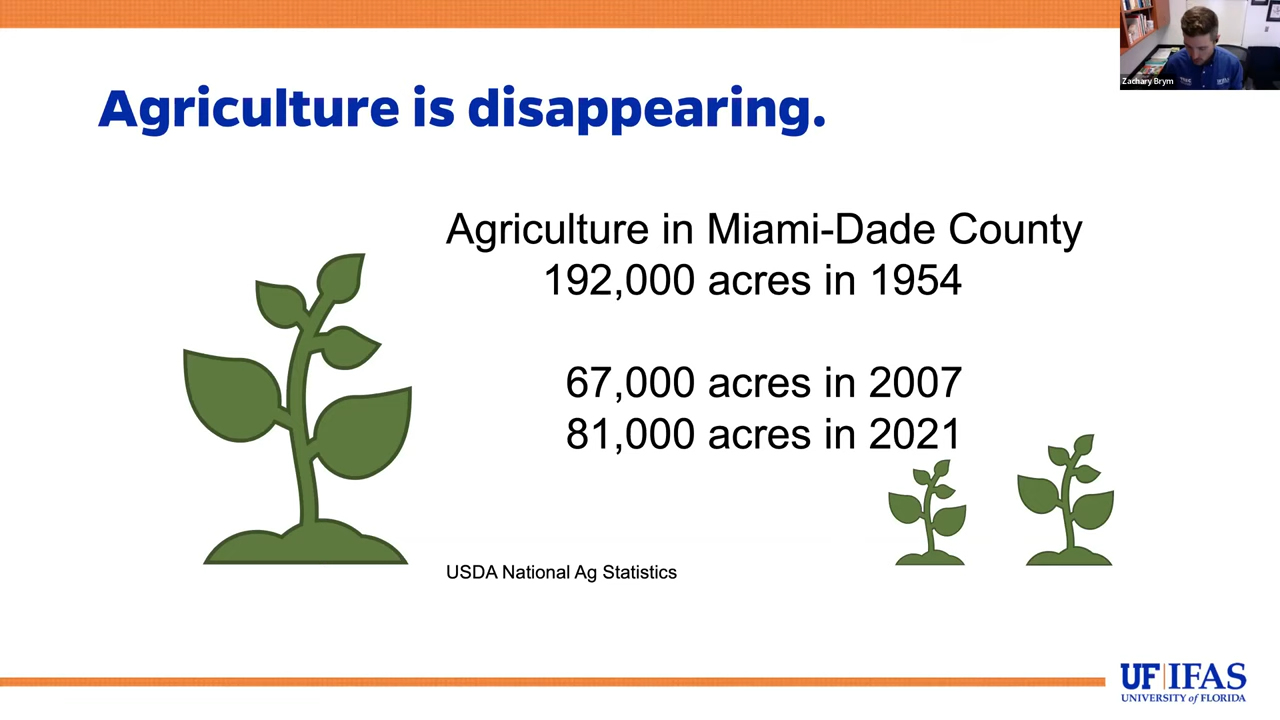 Zachary Brym
Agriculture is disappearing.
Agriculture in Miami-Dade County
192,000 acres in 1954
67,000 acres in 2007
81,000 acres in 2021
USDA National Ag Statistics
UF|IFAS
UNIVERSITY of FLORIDA